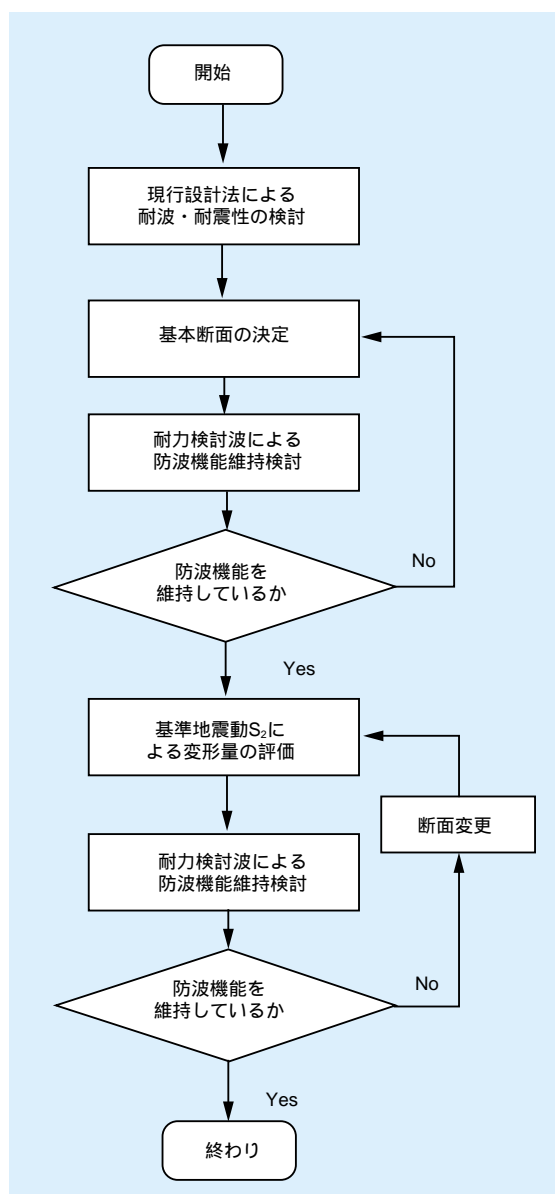 開始
現行設計法による
耐波・耐震性の検討
基本断面の決定
耐力検討波による
防波機能維持検討
防波機能を
維持しているか
No
Yes
基準地震動S₂に
よる変形量の評価
断面変更
耐力検討波による
防波機能維持検討
防波機能を
維持しているか
No
Yes
終わり